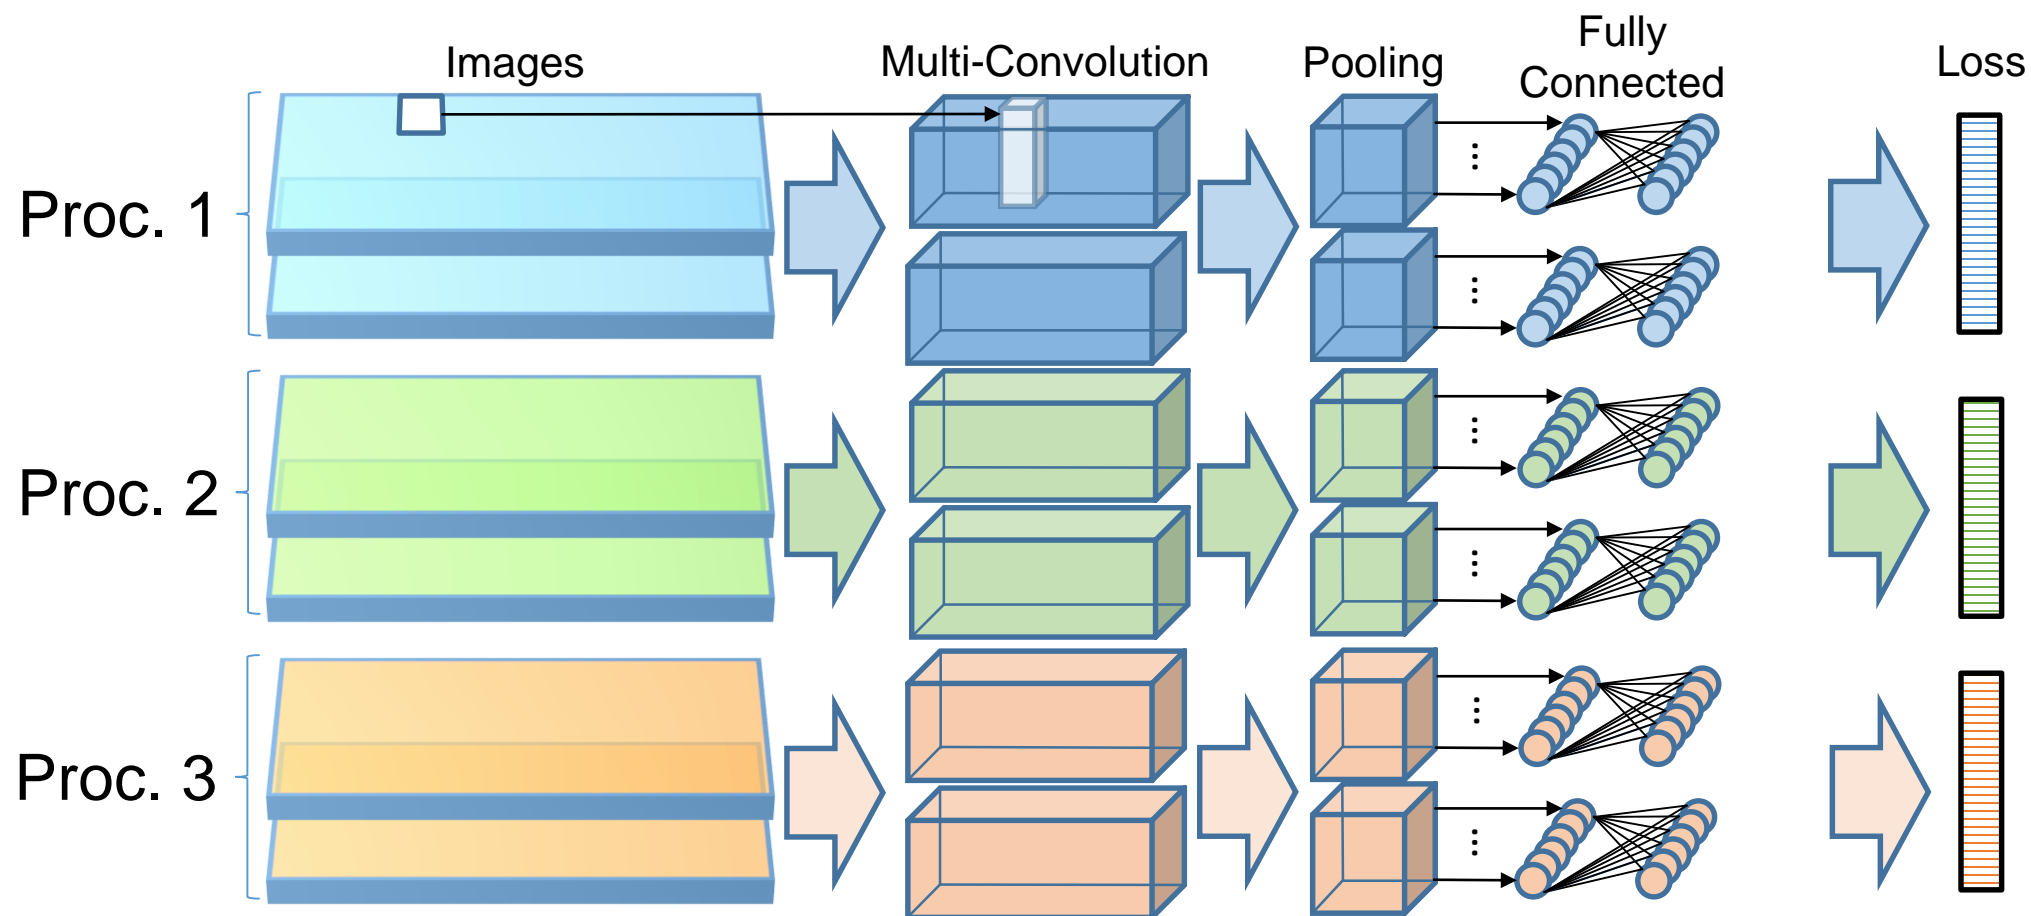 Images
Multi-Convolution
Pooling
Fully
Connected
Loss
Proc. 1
Proc. 2
Proc. 3